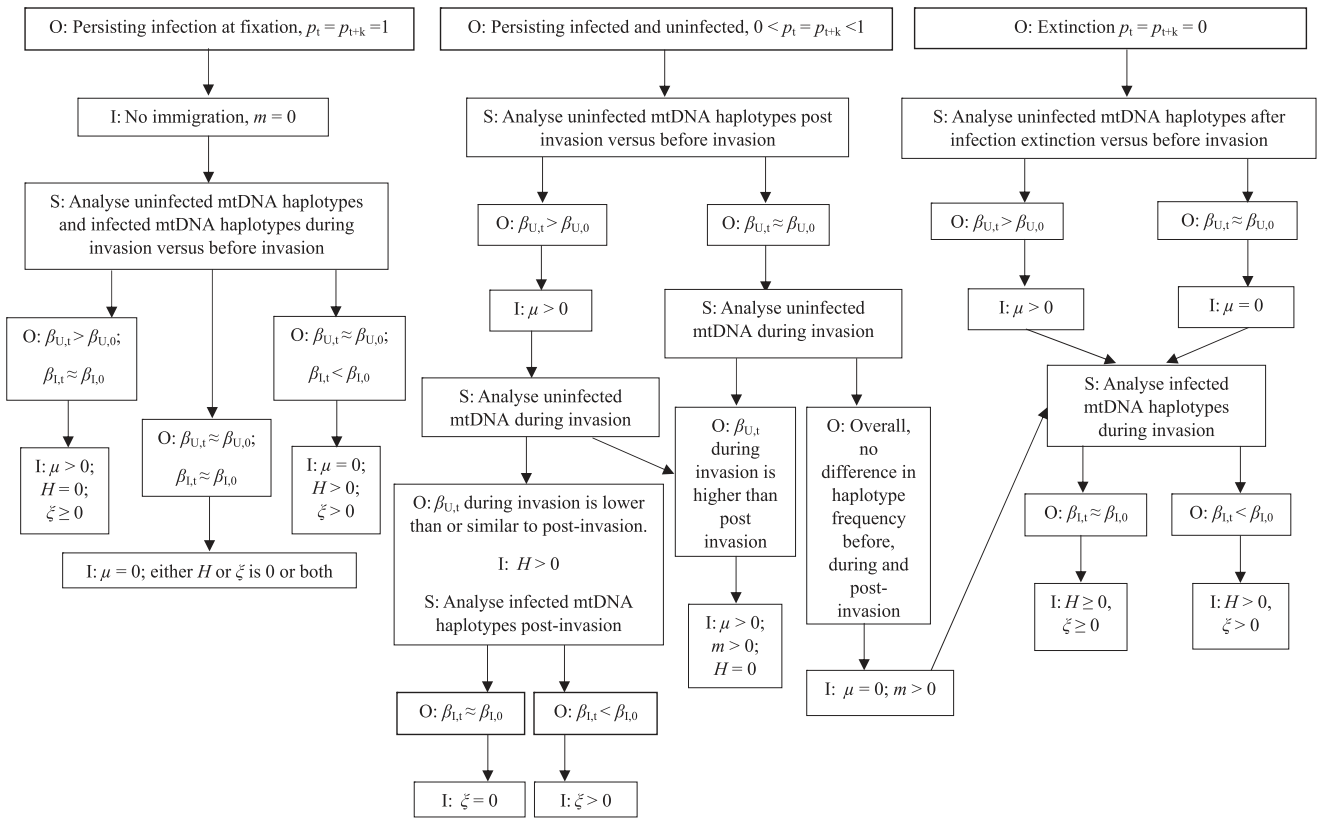 O: Persisting infection at fixation, pt = pt+k =1
I: No immigration, m = 0
S: Analyse uninfected mtDNA haplotypes
and infected mtDNA haplotypes during
invasion versus before invasion
O: βU,t > βU,0;
βI,t ≈ βI,0
I: μ > 0;
H = 0;
ξ ≥ 0
O: βU,t ≈ βU,0;
βI,t ≈ βI,0
I: μ = 0; either H or ξ is 0 or both
O: βU,t ≈ βU,0;
βI,t < βI,0
I: μ = 0;
H > 0;
ξ > 0
O: Persisting infected and uninfected, 0 < pt = pt+k <1
S: Analyse uninfected mtDNA haplotypes post
invasion versus before invasion
O: βU,t > βU,0
I: μ > 0
S: Analyse uninfected
mtDNA during invasion
O: βU,t during invasion is lower
than or similar to post-invasion.
I: H > 0
S: Analyse infected mtDNA
haplotypes post-invasion
O: βI,t ≈ βI,0
I: ξ = 0
O: βI,t < βI,0
I: ξ > 0
O: βU,t ≈ βU,0
S: Analyse uninfected
mtDNA during invasion
O: βU,t
during
invasion is
higher than
post
invasion
I: μ > 0;
m > 0;
H = 0
O: Overall,
no
difference in
haplotype
frequency
before,
during and
post-
invasion
I: μ = 0; m > 0
O: Extinction pt = pt+k = 0
S: Analyse uninfected mtDNA haplotypes after
infection extinction versus before invasion
O: βU,t > βU,0
I: μ > 0
O: βU,t ≈ βU,0
I: μ = 0
S: Analyse infected
mtDNA haplotypes
during invasion
O: βI,t ≈ βI,0
I: H ≥ 0,
ξ ≥ 0
O: βI,t < βI,0
I: H > 0,
ξ > 0